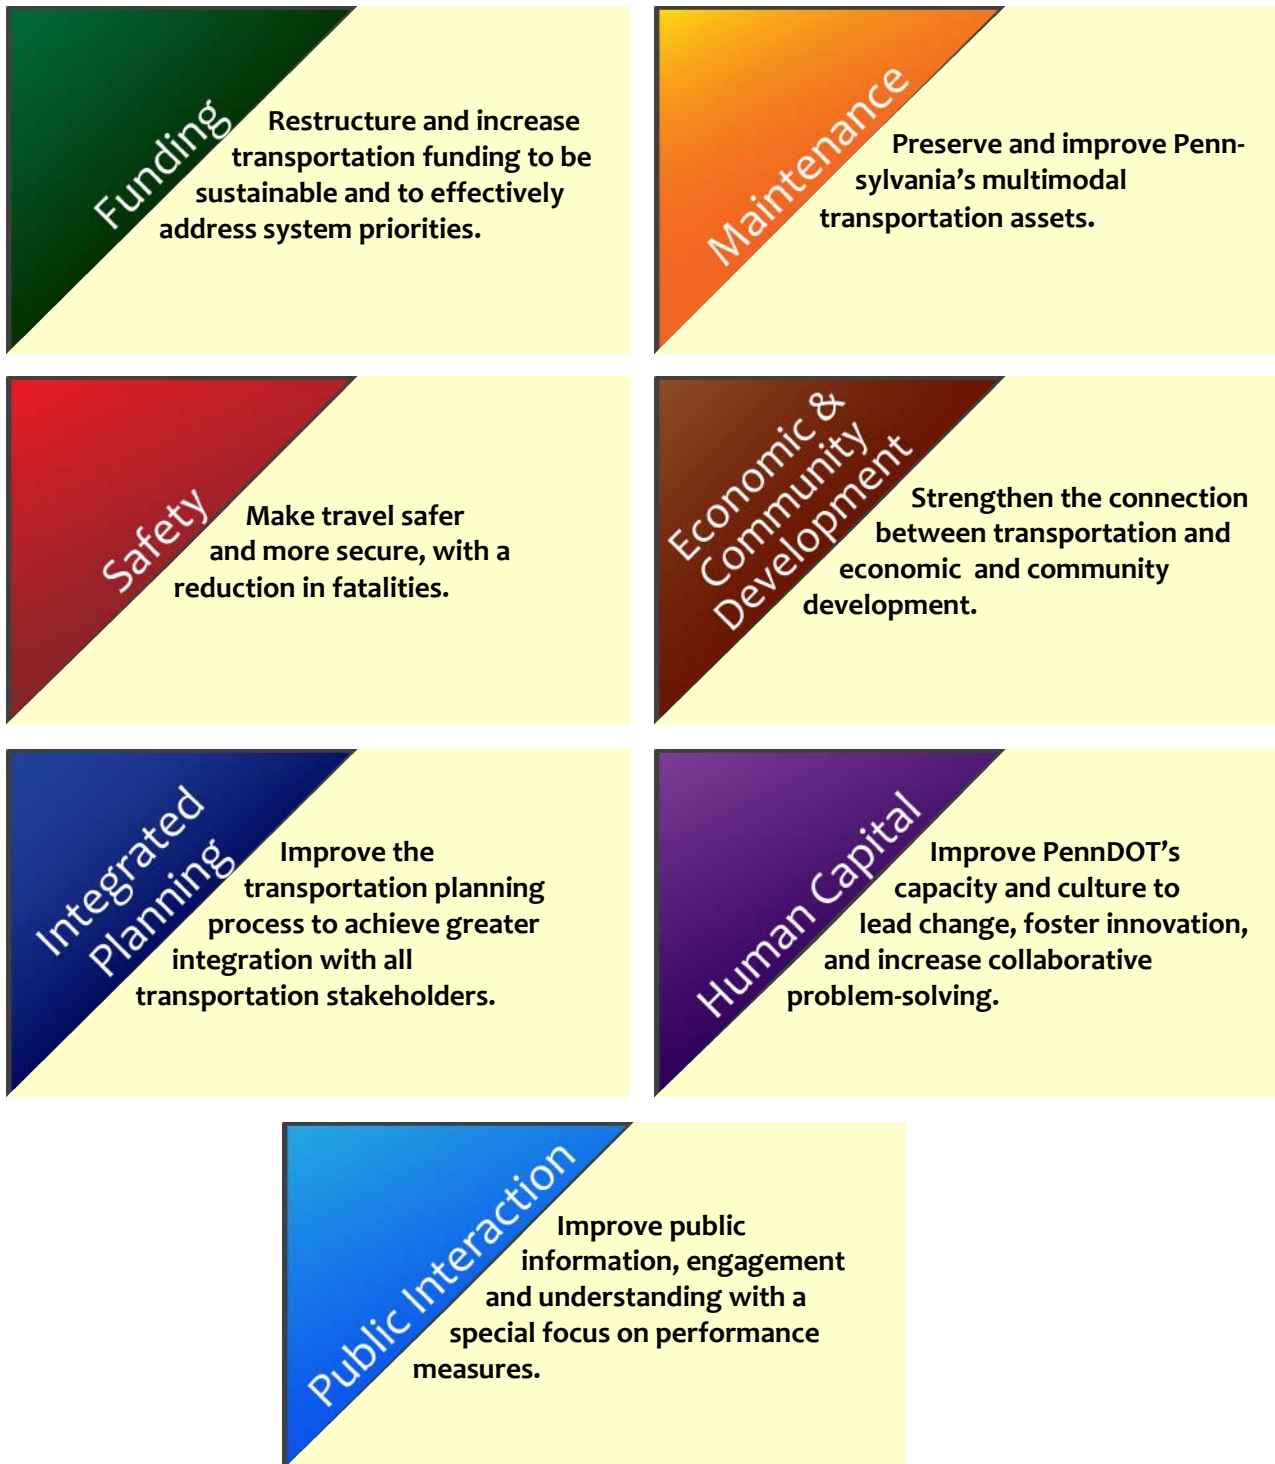 Funding
Restructure and increase
transportation funding to be
sustainable and to effectively
address system priorities.
Maintenance
Preserve and improve Penn-
sylvania’s multimodal
transportation assets.
Safety
Make travel safer
and more secure, with a
reduction in fatalities.
Economic &
Community
Development
Strengthen the connection
between transportation and
economic and community
development.
Integrated
Planning
Improve the
transportation planning
process to achieve greater
integration with all
transportation stakeholders.
Human Capital
Improve PennDOT’s
capacity and culture to
lead change, foster innovation,
and increase collaborative
problem-solving.
Public Interaction
Improve public
information, engagement
and understanding with a
special focus on performance
measures.